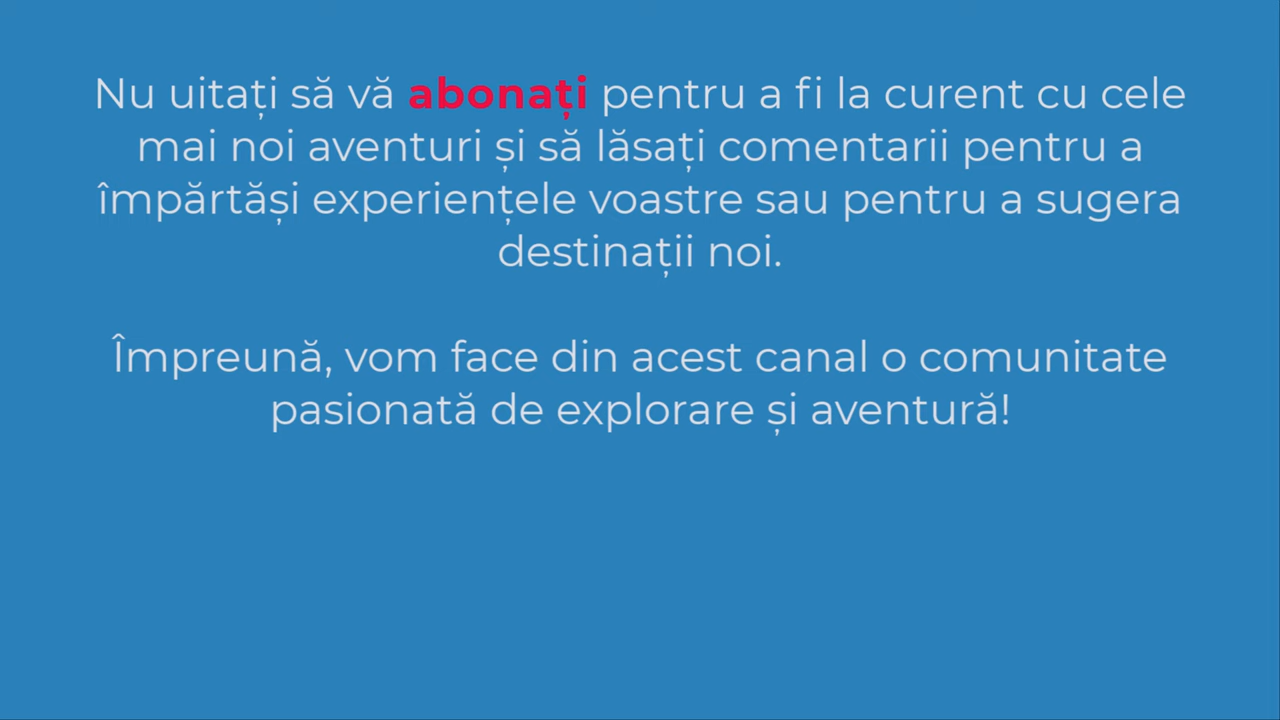 Nu uitați să vă abonați pentru a fi la curent cu cele
mai noi aventuri și să lăsați comentarii pentru a
împărtăși experiențele voastre sau pentru a sugera
destinații noi.
Împreună, vom face din acest canal o comunitate
pasionată de explorare și aventură!